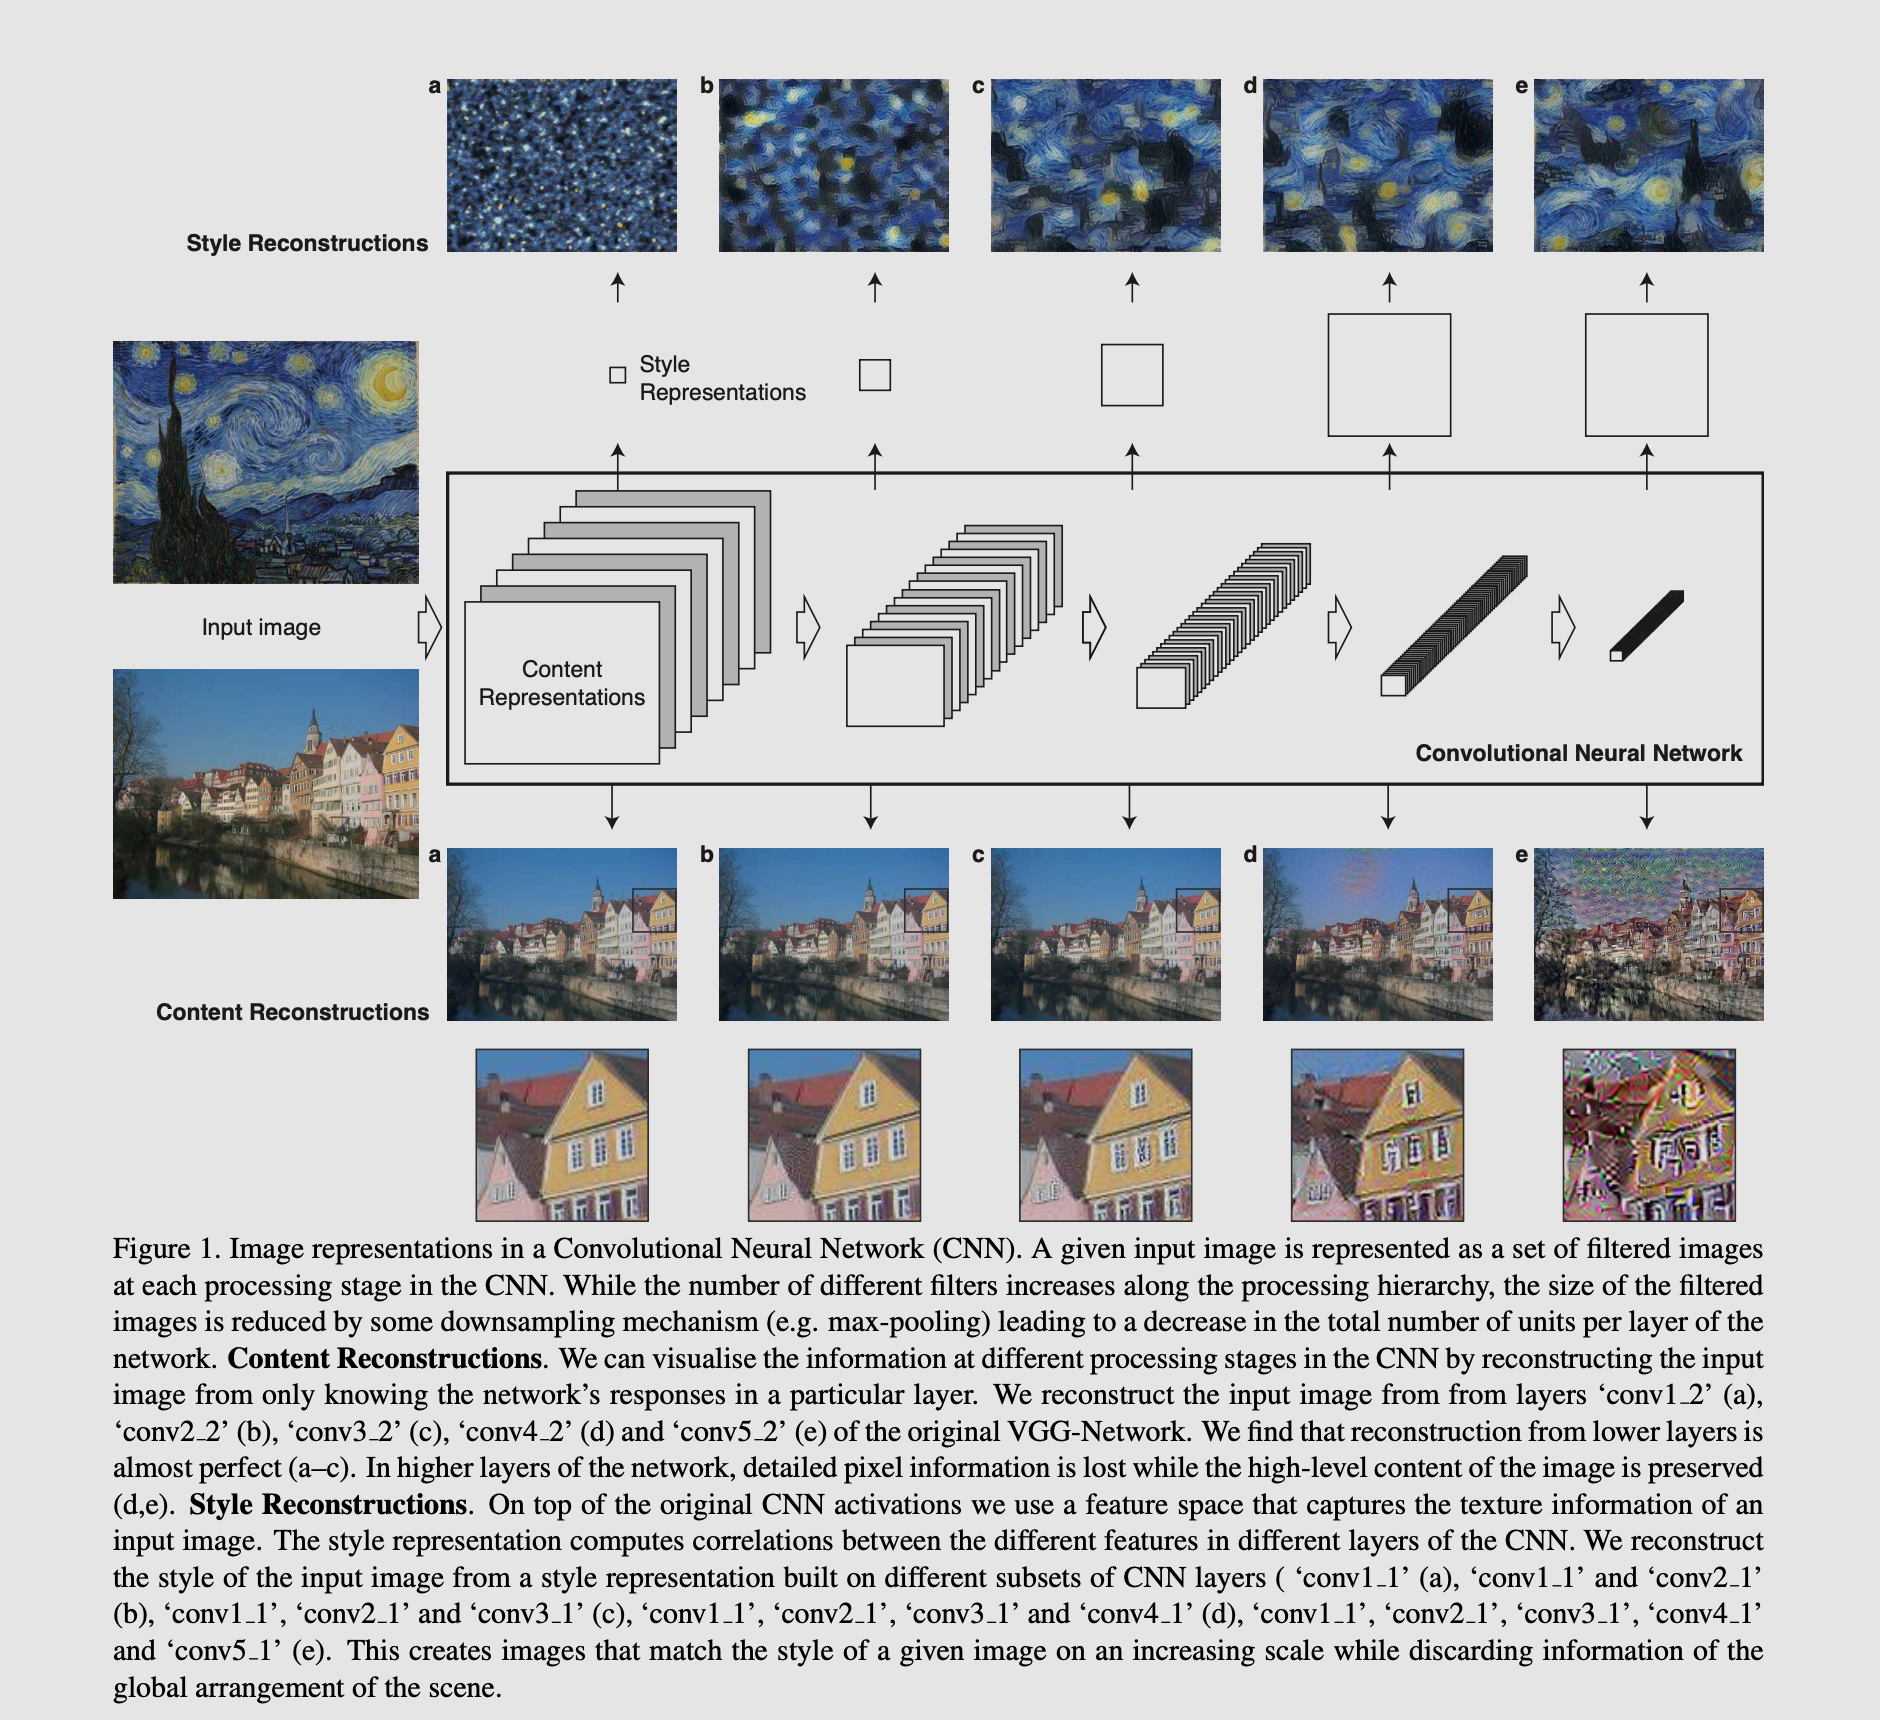 a b c d e
Style Reconstructions
Style
Representations
Input image
Content
Representations
Convolutional Neural Network
a b c d e
Content Reconstructions
Figure 1. Image representations in a Convolutional Neural Network (CNN). A given input image is represented as a set of filtered images
at each processing stage in the CNN. While the number of different filters increases along the processing hierarchy, the size of the filtered
images is reduced by some downsampling mechanism (e.g. max-pooling) leading to a decrease in the total number of units per layer of the
network. Content Reconstructions. We can visualise the information at different processing stages in the CNN by reconstructing the input
image from only knowing the network’s responses in a particular layer. We reconstruct the input image from from layers ‘conv1_2’ (a),
‘conv2_2’ (b), ‘conv3_2’ (c), ‘conv4_2’ (d) and ‘conv5_2’ (e) of the original VGG-Network. We find that reconstruction from lower layers is
almost perfect (a–c). In higher layers of the network, detailed pixel information is lost while the high-level content of the image is preserved
(d,e). Style Reconstructions. On top of the original CNN activations we use a feature space that captures the texture information of an
input image. The style representation computes correlations between the different features in different layers of the CNN. We reconstruct
the style of the input image from a style representation built on different subsets of CNN layers ( ‘conv1_1’ (a), ‘conv1_1’ and ‘conv2_1’
(b), ‘conv1_1’, ‘conv2_1’ and ‘conv3_1’ (c), ‘conv1_1’, ‘conv2_1’, ‘conv3_1’ and ‘conv4_1’ (d), ‘conv1_1’, ‘conv2_1’, ‘conv3_1’, ‘conv4_1’
and ‘conv5_1’ (e). This creates images that match the style of a given image on an increasing scale while discarding information of the
global arrangement of the scene.